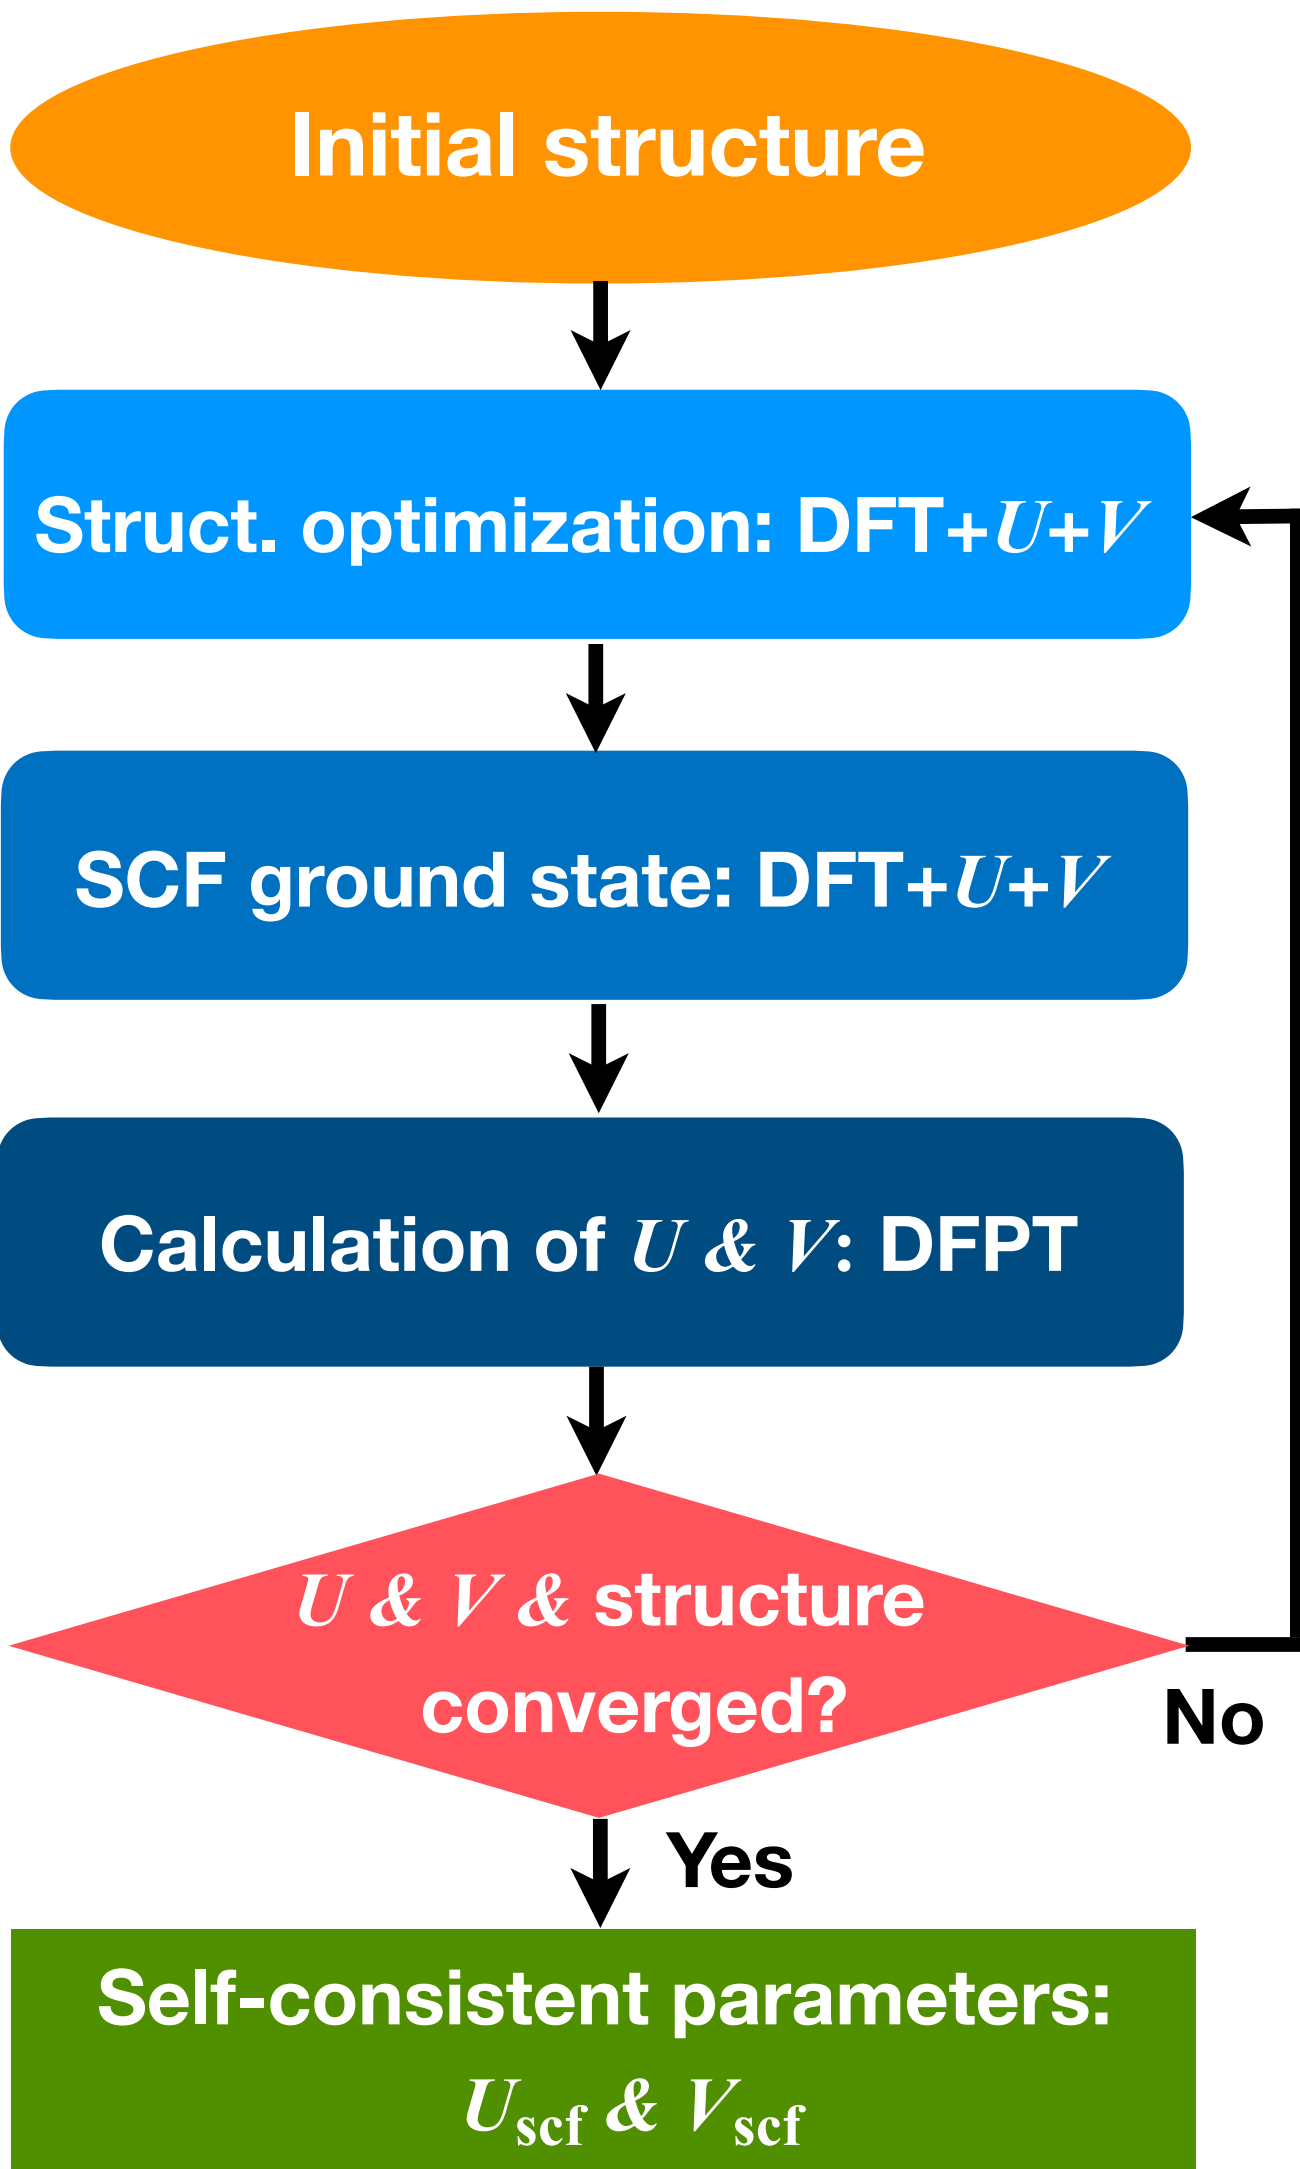 Initial structure
Struct. optimization: DFT+U+V
SCF ground state: DFT+U+V
Calculation of U & V: DFPT
U & V & structure
converged?
No
Yes
Self-consistent parameters:
Uscf & Vscf